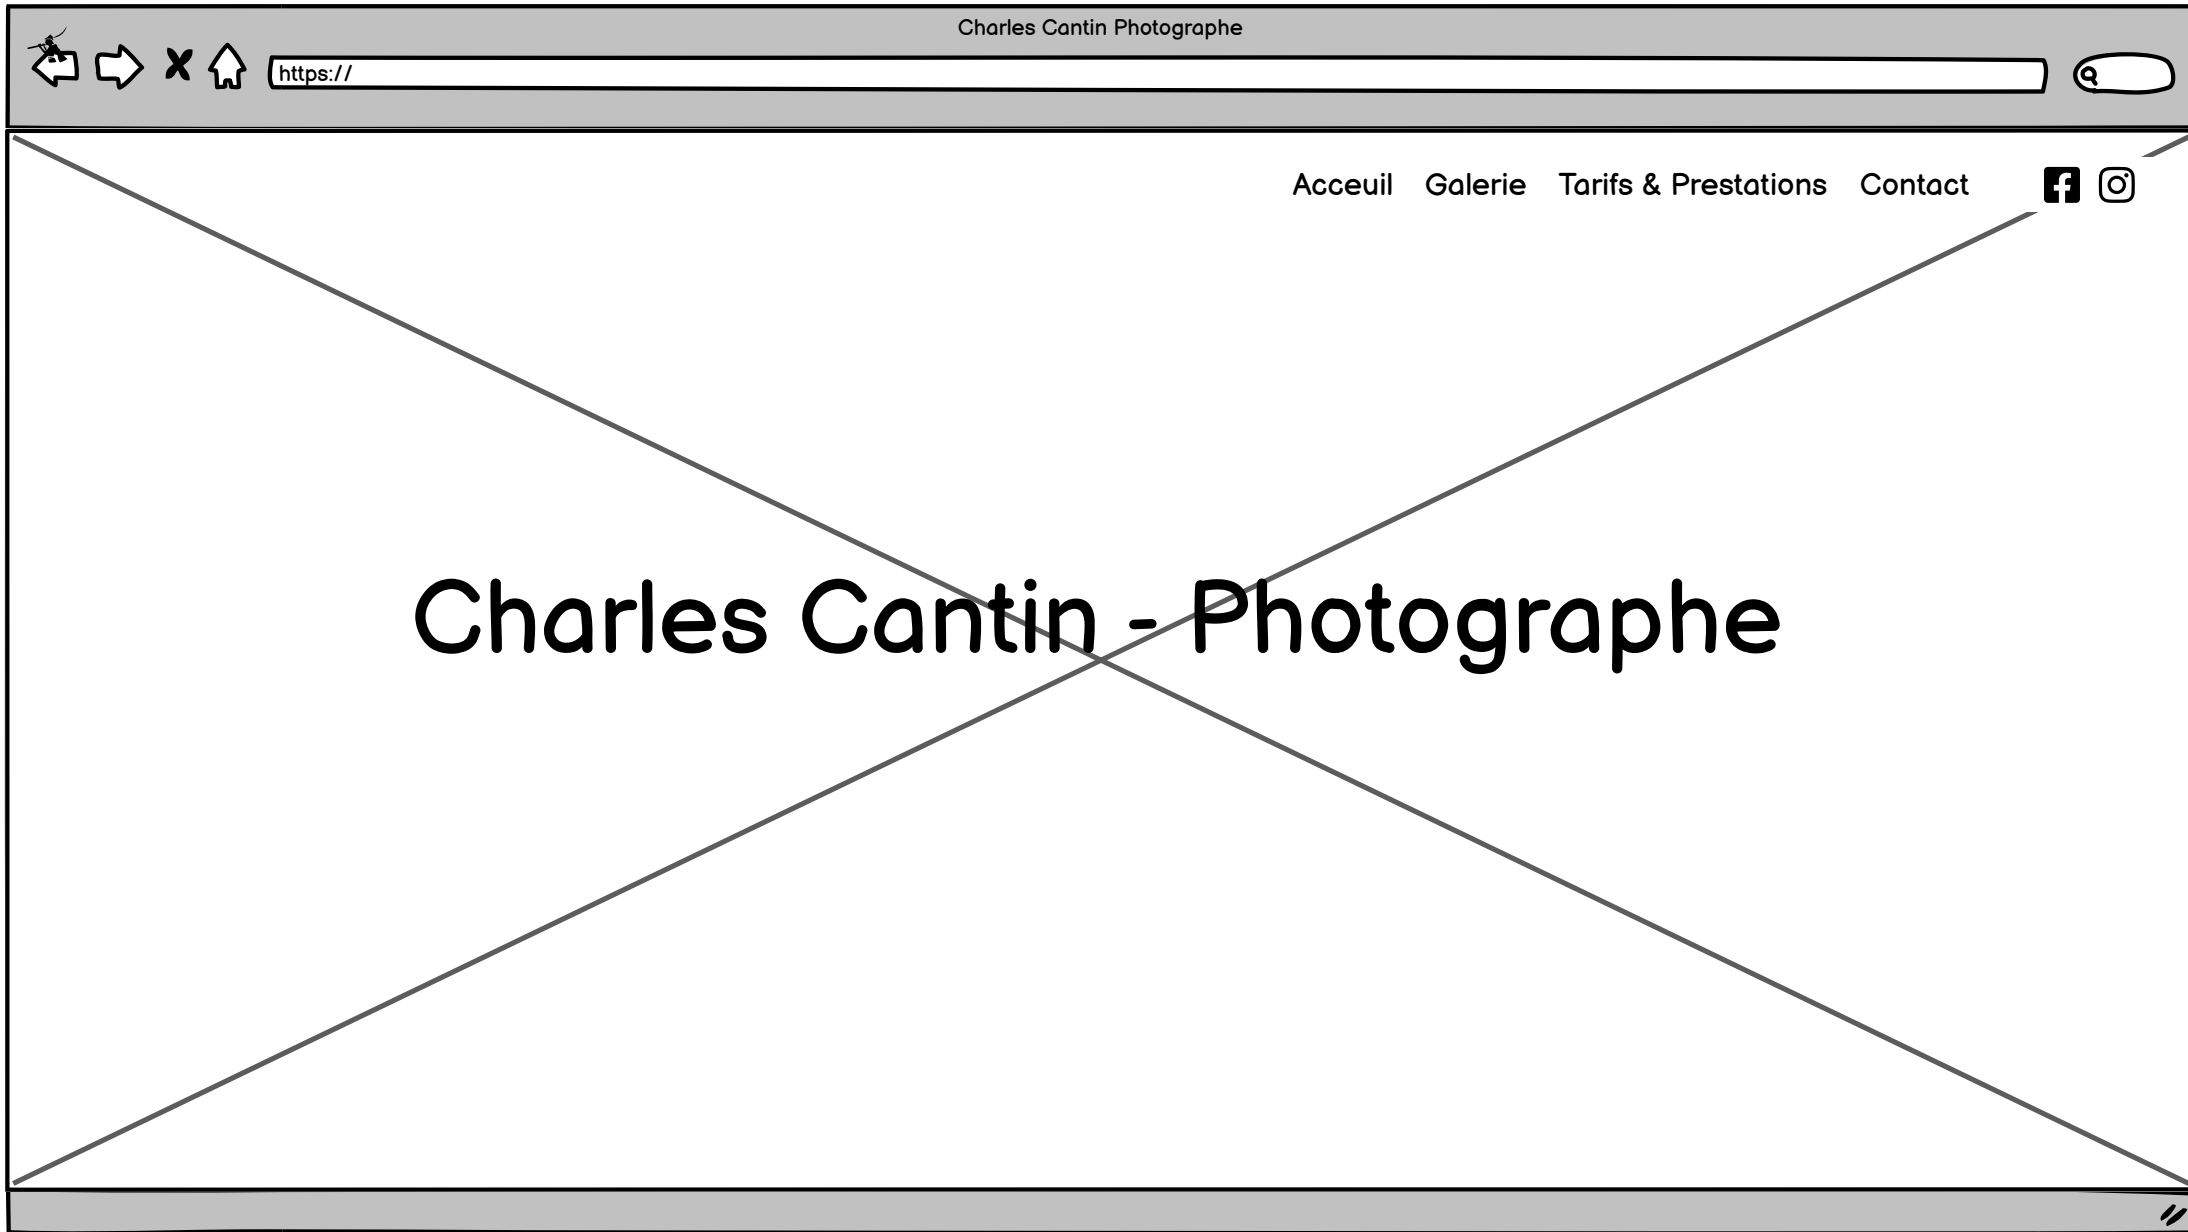 Charles Cantin Photographe
https://
Acceuil Galerie Tarifs & Prestations Contact
Charles Cantin - Photographe